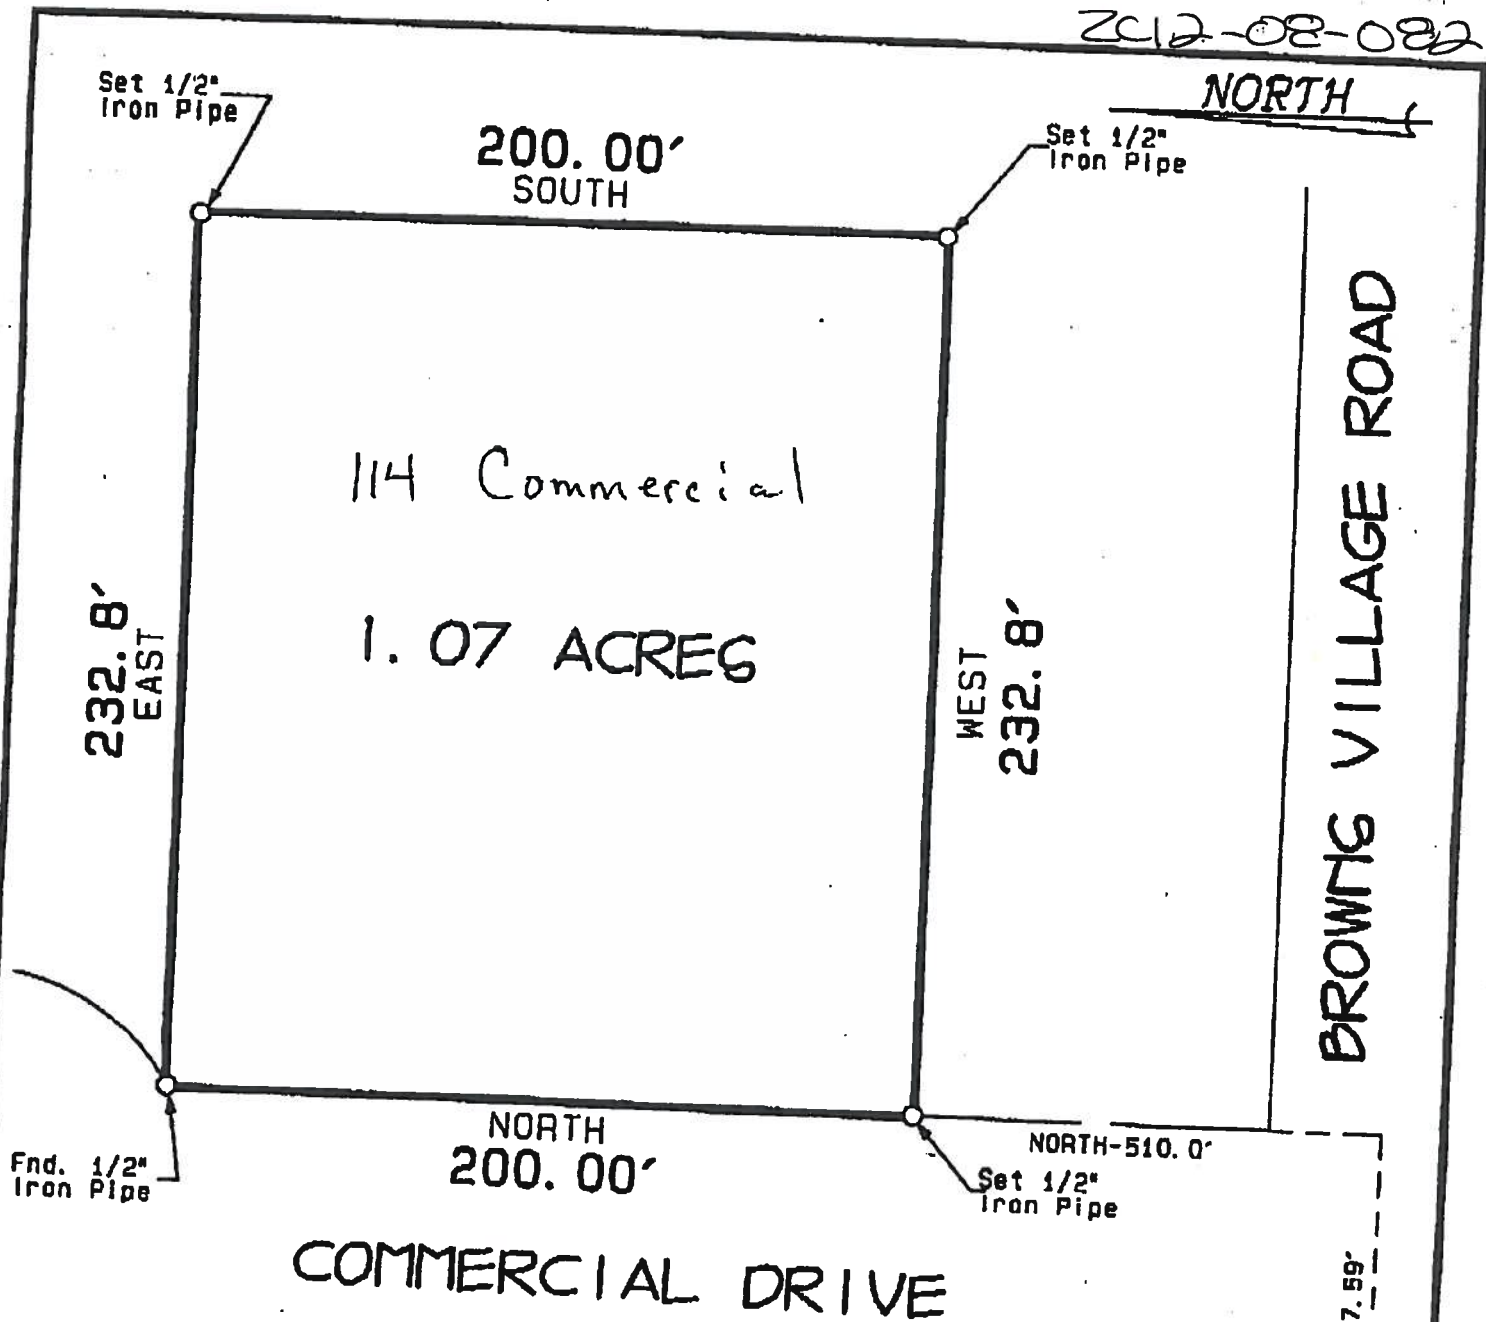 ZC12-08-082
NORTH
Set 1/2"
Iron Pipe
200.00'
SOUTH
Set 1/2"
Iron Pipe
114 Commercial
1.07 ACRES
232.8'
EAST
WEST
232.8'
BROWNS VILLAGE ROAD
NORTH
200.00'
NORTH-510.0'
Fnd. 1/2"
Iron Pipe
Set 1/2"
Iron Pipe
COMMERCIAL DRIVE
7.59'